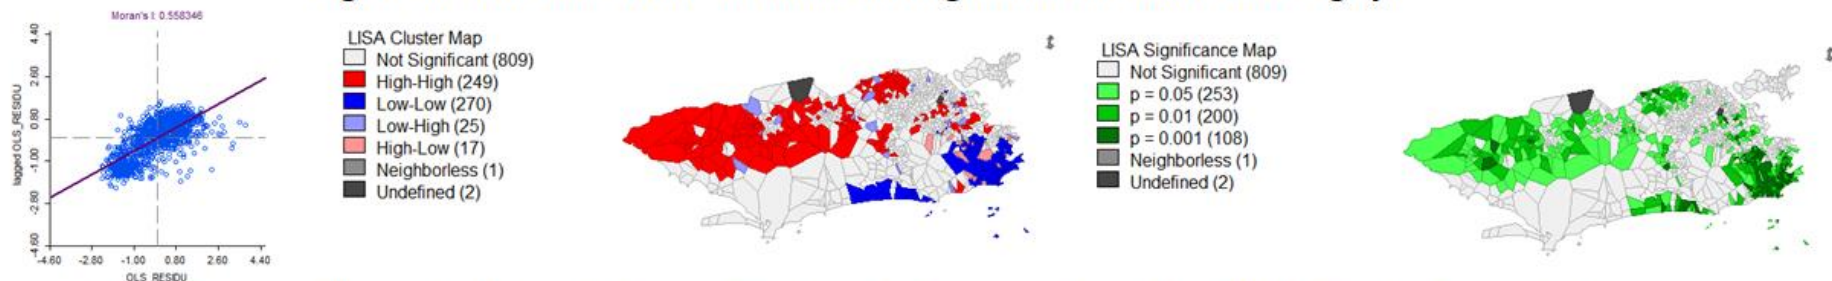 Moran's I: 0.558346
lagged OLS_RESIDU
4.40
2.60
0.80
-1.00
-2.80
-4.60
-4.60 -2.80 -1.00 0.80 2.60 4.40
OLS_RESIDU
LISA Cluster Map
Not Significant (809)
High-High (249)
Low-Low (270)
Low-High (25)
High-Low (17)
Neighborless (1)
Undefined (2)
LISA Significance Map
Not Significant (809)
p = 0.05 (253)
p = 0.01 (200)
p = 0.001 (108)
Neighborless (1)
Undefined (2)